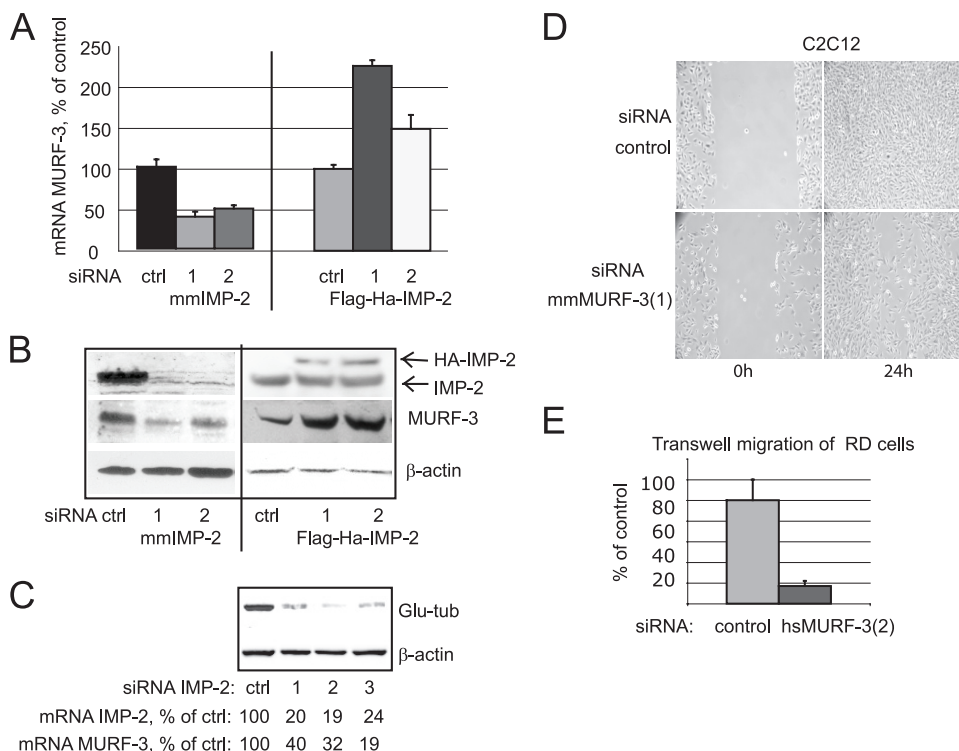 A
mRNA MURF-3, % of control
250
200
150
100
50
0
siRNA ctrl 1 2 ctrl 1 2
mmIMP-2 Flag-Ha-IMP-2
B
HA-IMP-2
IMP-2
MURF-3
β-actin
siRNA ctrl 1 2 ctrl 1 2
mmIMP-2 Flag-Ha-IMP-2
C
Glu-tub
β-actin
siRNA IMP-2: ctrl 1 2 3
mRNA IMP-2, % of ctrl: 100 20 19 24
mRNA MURF-3, % of ctrl: 100 40 32 19
D
C2C12
siRNA
control
siRNA
mmMURF-3(1)
0h 24h
E
Transwell migration of RD cells
% of control
100
80
60
40
20
siRNA: control hsMURF-3(2)